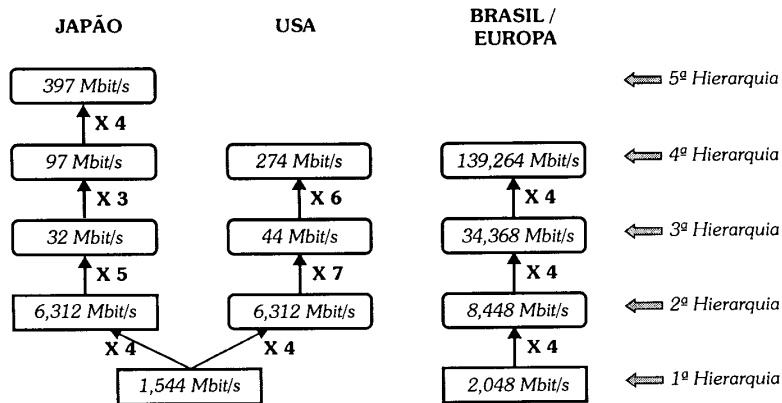 JAPÃO USA BRASIL /
EUROPA
397 Mbit/s 5ª Hierarquia
X 4
97 Mbit/s 274 Mbit/s 139,264 Mbit/s 4ª Hierarquia
X 3 X 6 X 4
32 Mbit/s 44 Mbit/s 34,368 Mbit/s 3ª Hierarquia
X 5 X 7 X 4
6,312 Mbit/s 6,312 Mbit/s 8,448 Mbit/s 2ª Hierarquia
X 4 X 4 X 4
1,544 Mbit/s 2,048 Mbit/s 1ª Hierarquia